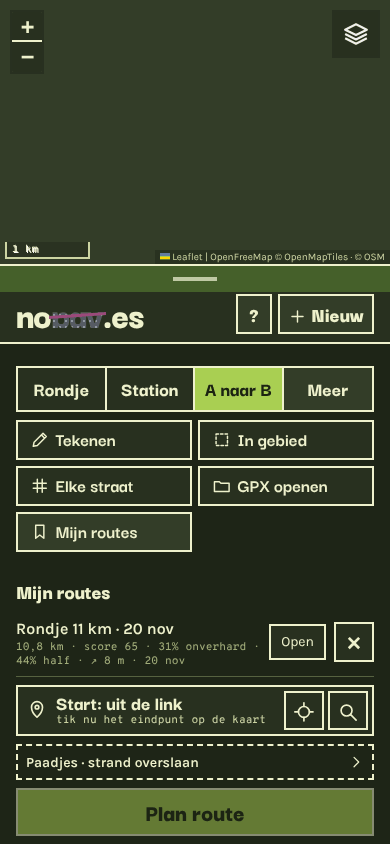 +
−
1 km
Leaflet | OpenFreeMap © OpenMapTiles · © OSM
nobouv.es
?
+ Nieuw
Rondje
Station
A naar B
Meer
Tekenen
In gebied
Elke straat
GPX openen
Mijn routes
Mijn routes
Rondje 11 km · 20 nov
10,8 km · score 65 · 31% onverhard ·
44% half · ↗ 8 m · 20 nov
Open
×
Start: uit de link
tik nu het eindpunt op de kaart
Paadjes · strand overslaan
Plan route